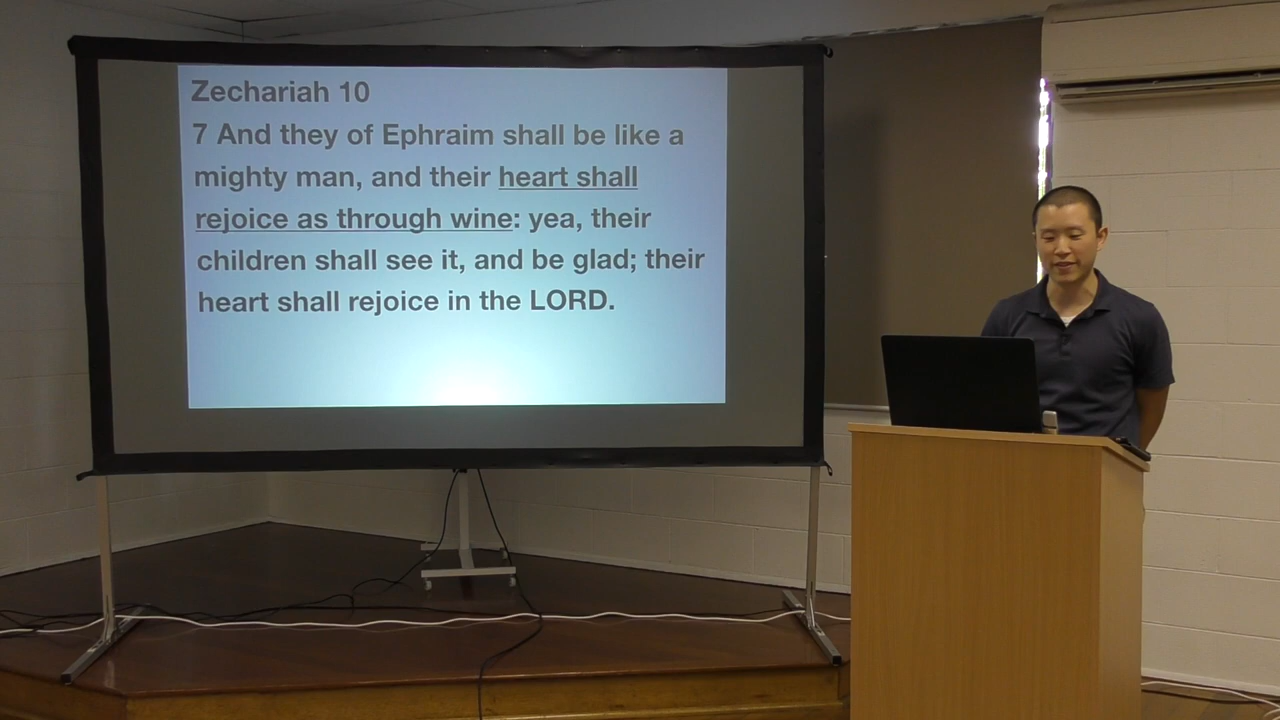 Zechariah 10
7 And they of Ephraim shall be like a
mighty man, and their heart shall
rejoice as through wine: yea, their
children shall see it, and be glad; their
heart shall rejoice in the LORD.